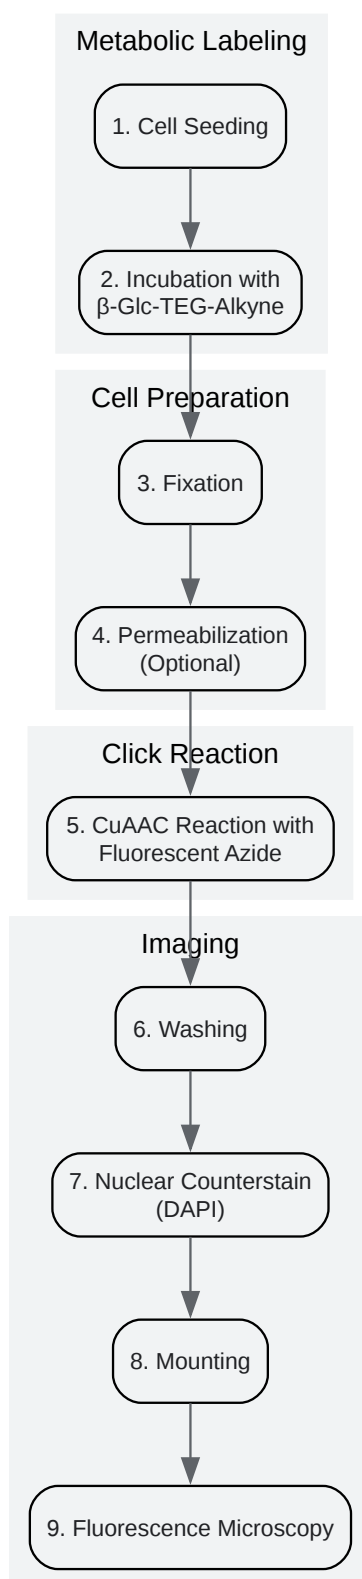 Metabolic Labeling
1. Cell Seeding
2. Incubation with
β-Glc-TEG-Alkyne
Cell Preparation
3. Fixation
4. Permeabilization
(Optional)
Click Reaction
5. CuAAC Reaction with
Fluorescent Azide
Imaging
6. Washing
7. Nuclear Counterstain
(DAPI)
8. Mounting
9. Fluorescence Microscopy